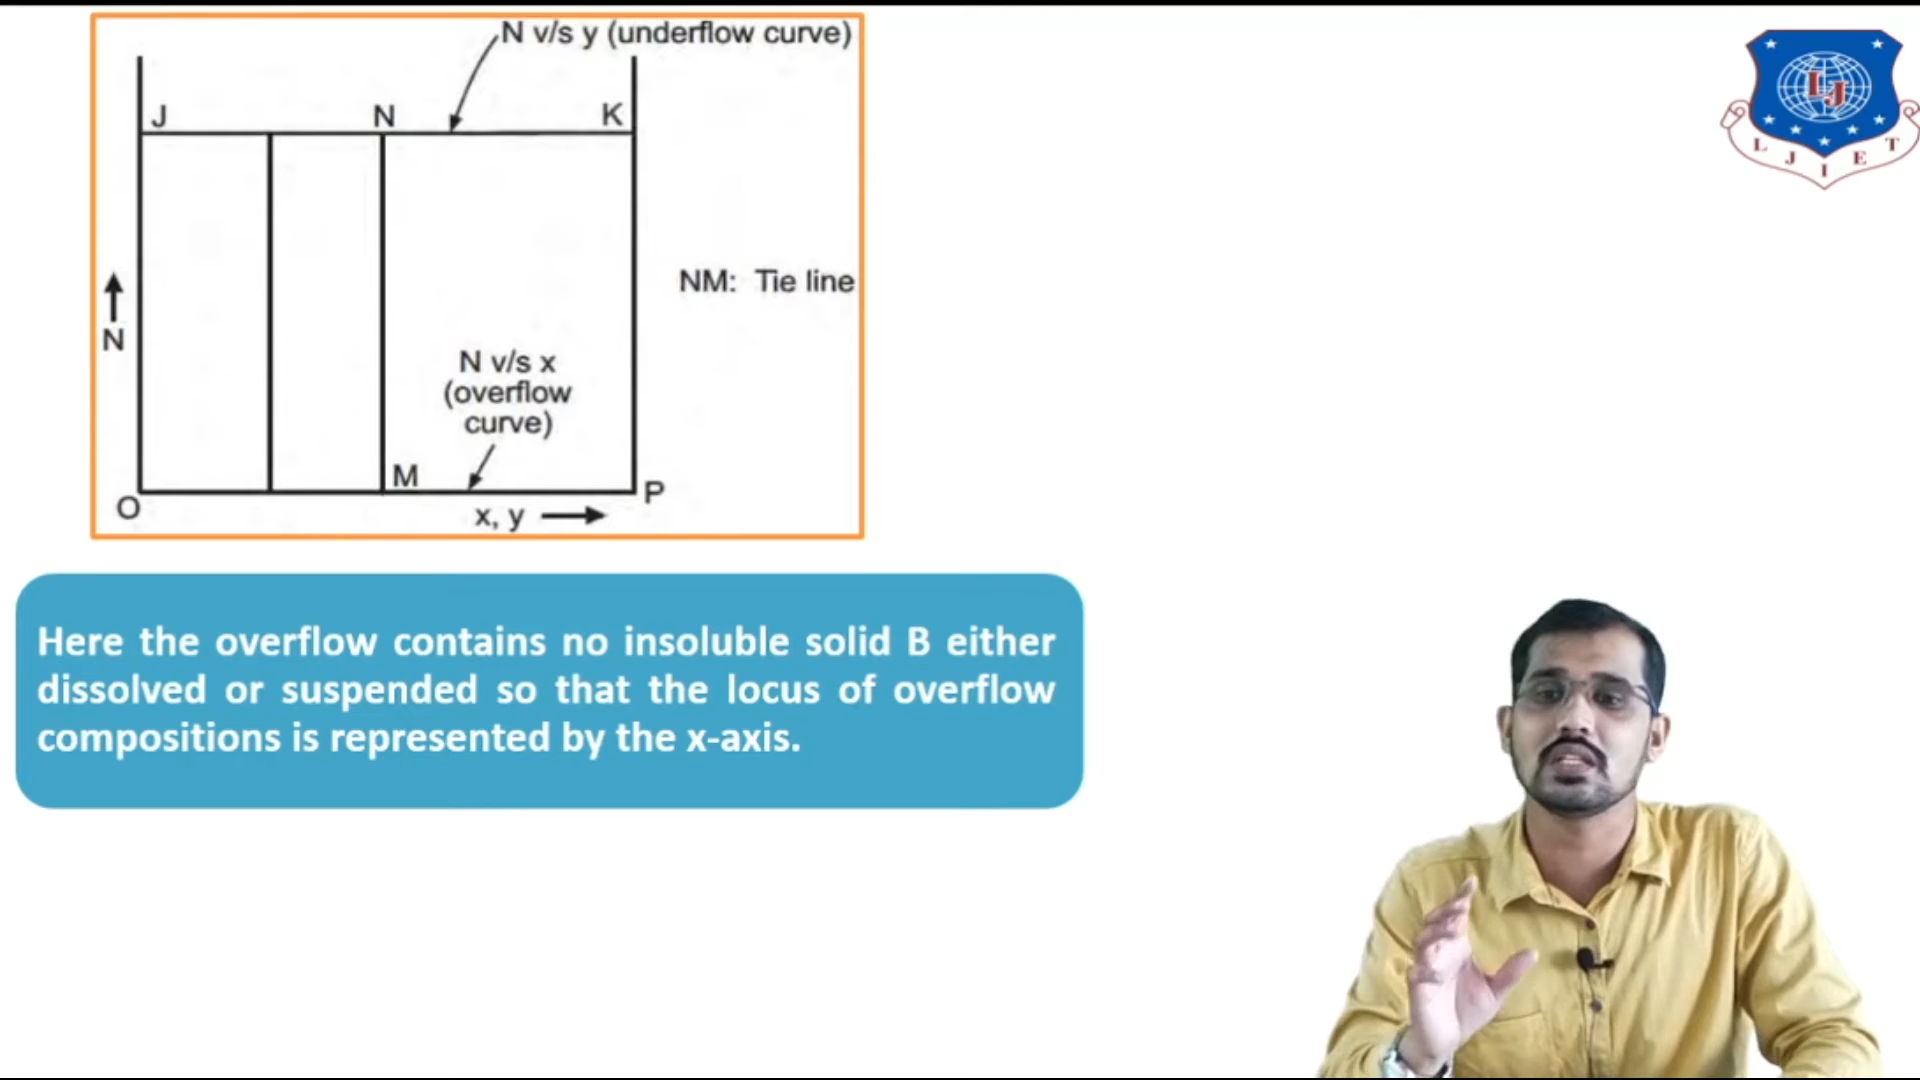 N v/s y (underflow curve)
J
N
K
NM: Tie line
N
N v/s x
(overflow
curve)
M
O
P
x, y
Here the overflow contains no insoluble solid B either
dissolved or suspended so that the locus of overflow
compositions is represented by the x-axis.
LJ
L J I E T